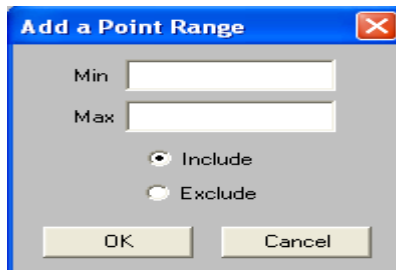 Add a Point Range
Min
Max
Include
Exclude
OK Cancel